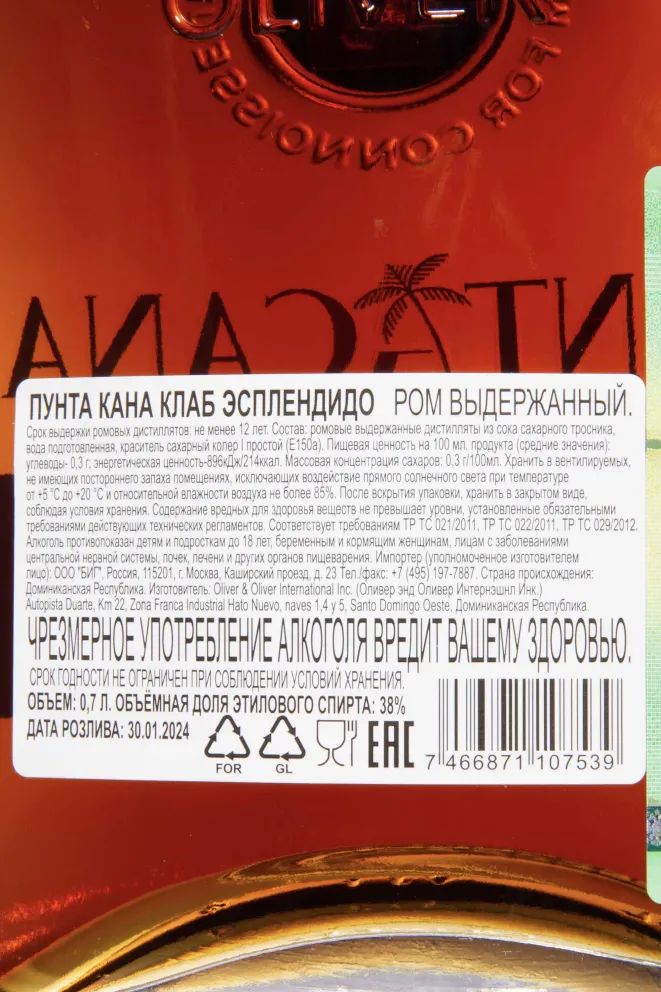 OLIVER
FOR CONNOISSE
NTA CANA
ПУНТА КАНА КЛАБ ЭСПЛЕНДИДО РОМ ВЫДЕРЖАННЫЙ.
Срок выдержки ромовых дистиллятов: не менее 12 лет. Состав: ромовые выдержанные дистилляты из сока сахарного тросника,
вода подготовленная, краситель сахарный колер I простой (Е150а). Пищевая ценность на 100 мл. продукта (средние значения):
углеводы- 0,3 г; энергетическая ценность-896кДж/214ккал. Массовая концентрация сахаров: 0,3 г/100мл. Хранить в вентилируемых,
не имеющих постороннего запаха помещениях, исключающих воздействие прямого солнечного света при температуре
от +5 °С до +20 °С и относительной влажности воздуха не более 85%. После вскрытия упаковки, хранить в закрытом виде,
соблюдая условия хранения. Содержание вредных для здоровья веществ не превышает уровни, установленные обязательными
требованиями действующих технических регламентов. Соответствует требованиям ТР ТС 021/2011, ТР ТС 022/2011, ТР ТС 029/2012.
Алкоголь противопоказан детям и подросткам до 18 лет, беременным и кормящим женщинам, лицам с заболеваниями
центральной нервной системы, почек, печени и других органов пищеварения. Импортер (уполномоченное изготовителем
лицо): ООО "БИГ", Россия, 115201, г. Москва, Каширский проезд, д. 23 Тел./факс: +7 (495) 197-7887. Страна происхождения:
Доминиканская Республика. Изготовитель: Oliver & Oliver International Inc. (Оливер энд Оливер Интернэшнл Инк.)
Autopista Duarte, Km 22, Zona Franca Industrial Hato Nuevo, naves 1,4 y 5, Santo Domingo Oeste, Доминиканская Республика.
ЧРЕЗМЕРНОЕ УПОТРЕБЛЕНИЕ АЛКОГОЛЯ ВРЕДИТ ВАШЕМУ ЗДОРОВЬЮ.
СРОК ГОДНОСТИ НЕ ОГРАНИЧЕН ПРИ СОБЛЮДЕНИИ УСЛОВИЙ ХРАНЕНИЯ.
ОБЪЕМ: 0,7 Л. ОБЪЁМНАЯ ДОЛЯ ЭТИЛОВОГО СПИРТА: 38%
ДАТА РОЗЛИВА: 30.01.2024
FOR GL EAC 7 466871 107539